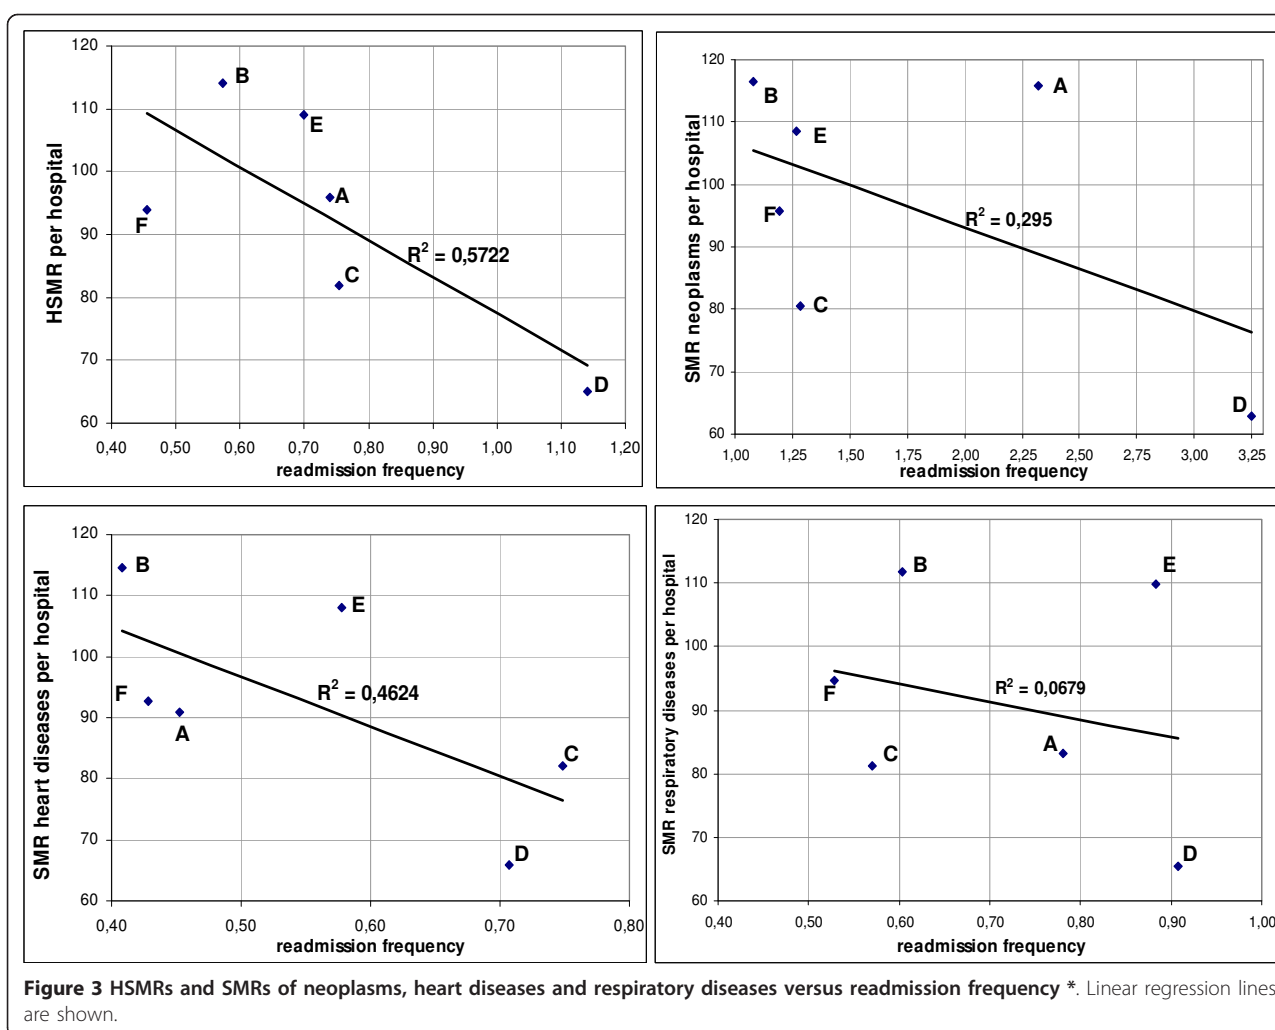 120
110
100
90
80
70
60
HSMR per hospital
B
E
A
F
C
D
R² = 0,5722
0,40 0,50 0,60 0,70 0,80 0,90 1,00 1,10 1,20
readmission frequency
120
110
100
90
80
70
60
SMR neoplasms per hospital
B
A
E
F
C
D
R² = 0,295
1,00 1,25 1,50 1,75 2,00 2,25 2,50 2,75 3,00 3,25
readmission frequency
120
110
100
90
80
70
60
SMR heart diseases per hospital
B
E
F
A
C
D
R² = 0,4624
0,40 0,50 0,60 0,70 0,80
readmission frequency
120
110
100
90
80
70
60
SMR respiratory diseases per hospital
B
E
F
A
C
D
R² = 0,0679
0,40 0,50 0,60 0,70 0,80 0,90 1,00
readmission frequency
Figure 3 HSMRs and SMRs of neoplasms, heart diseases and respiratory diseases versus readmission frequency *. Linear regression lines
are shown.